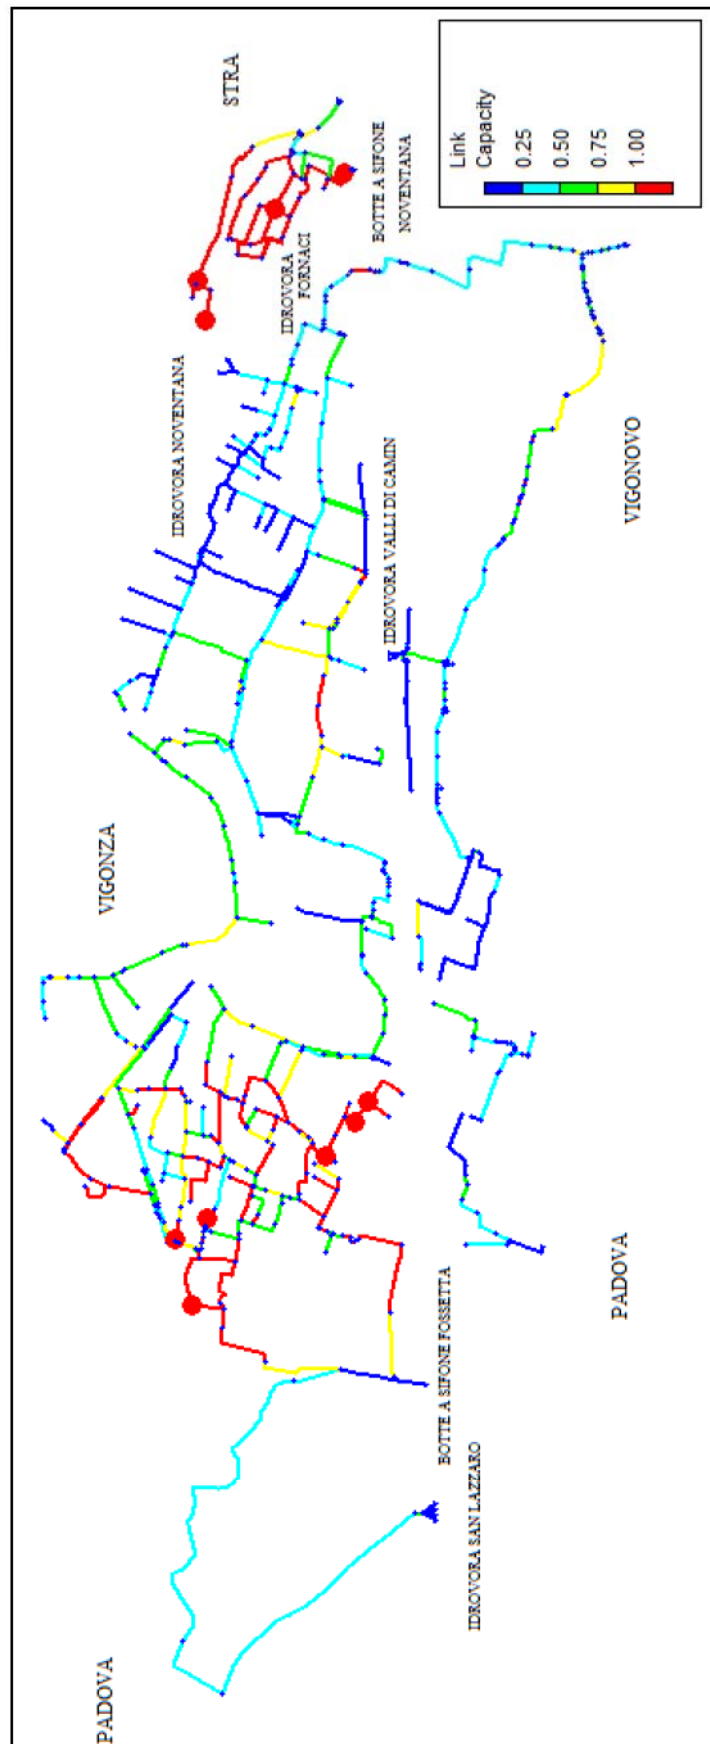 PADOVA
VIGONZA
IDROVORA NOVENTANA
STRA
IDROVORA
FORNACI
BOTTE A SIFONE
NOVENTANA
IDROVORA VALLI DI CAMIN
BOTTE A SIFONE FOSSETTA
IDROVORA SAN LAZZARO
PADOVA
VIGONOVO
Link
Capacity
0.25
0.50
0.75
1.00